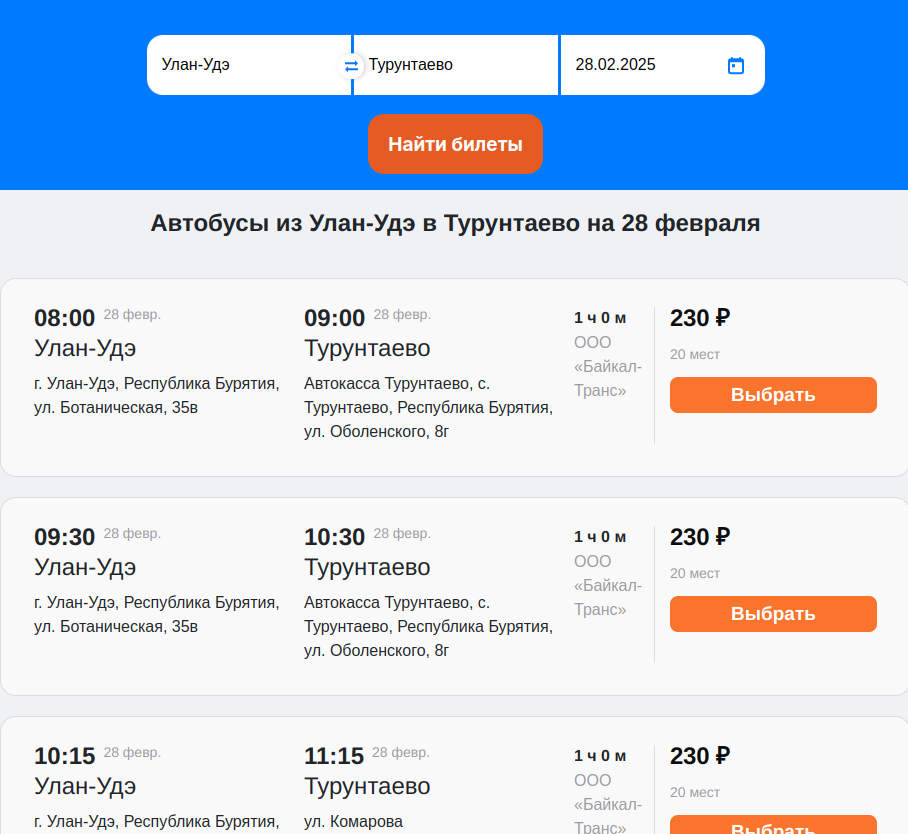 Улан-Удэ
Турунтаево
28.02.2025
Найти билеты
Автобусы из Улан-Удэ в Турунтаево на 28 февраля
08:00 28 февр.
Улан-Удэ
г. Улан-Удэ, Республика Бурятия,
ул. Ботаническая, 35в
09:00 28 февр.
Турунтаево
Автокасса Турунтаево, с.
Турунтаево, Республика Бурятия,
ул. Оболенского, 8г
1 ч 0 м
ООО
«Байкал-
Транс»
230 ₽
20 мест
Выбрать
09:30 28 февр.
Улан-Удэ
г. Улан-Удэ, Республика Бурятия,
ул. Ботаническая, 35в
10:30 28 февр.
Турунтаево
Автокасса Турунтаево, с.
Турунтаево, Республика Бурятия,
ул. Оболенского, 8г
1 ч 0 м
ООО
«Байкал-
Транс»
230 ₽
20 мест
Выбрать
10:15 28 февр.
Улан-Удэ
г. Улан-Удэ, Республика Бурятия,
11:15 28 февр.
Турунтаево
ул. Комарова
1 ч 0 м
ООО
«Байкал-
Транс»
230 ₽
20 мест
Выбрать